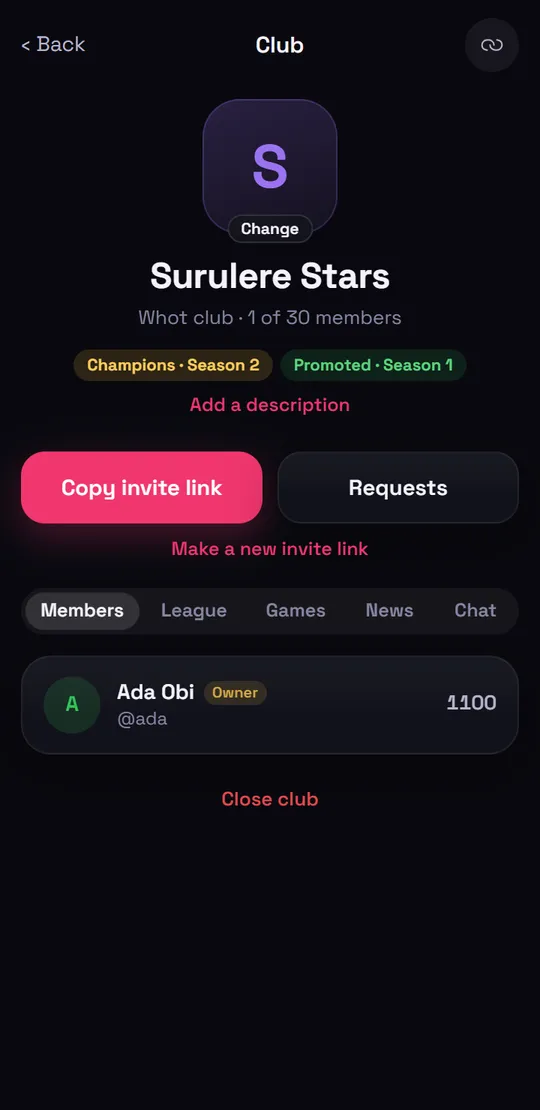 < Back
Club
S
Change
Surulere Stars
Whot club · 1 of 30 members
Champions · Season 2
Promoted · Season 1
Add a description
Copy invite link
Requests
Make a new invite link
Members League Games News Chat
A
Ada Obi Owner
@ada
1100
Close club